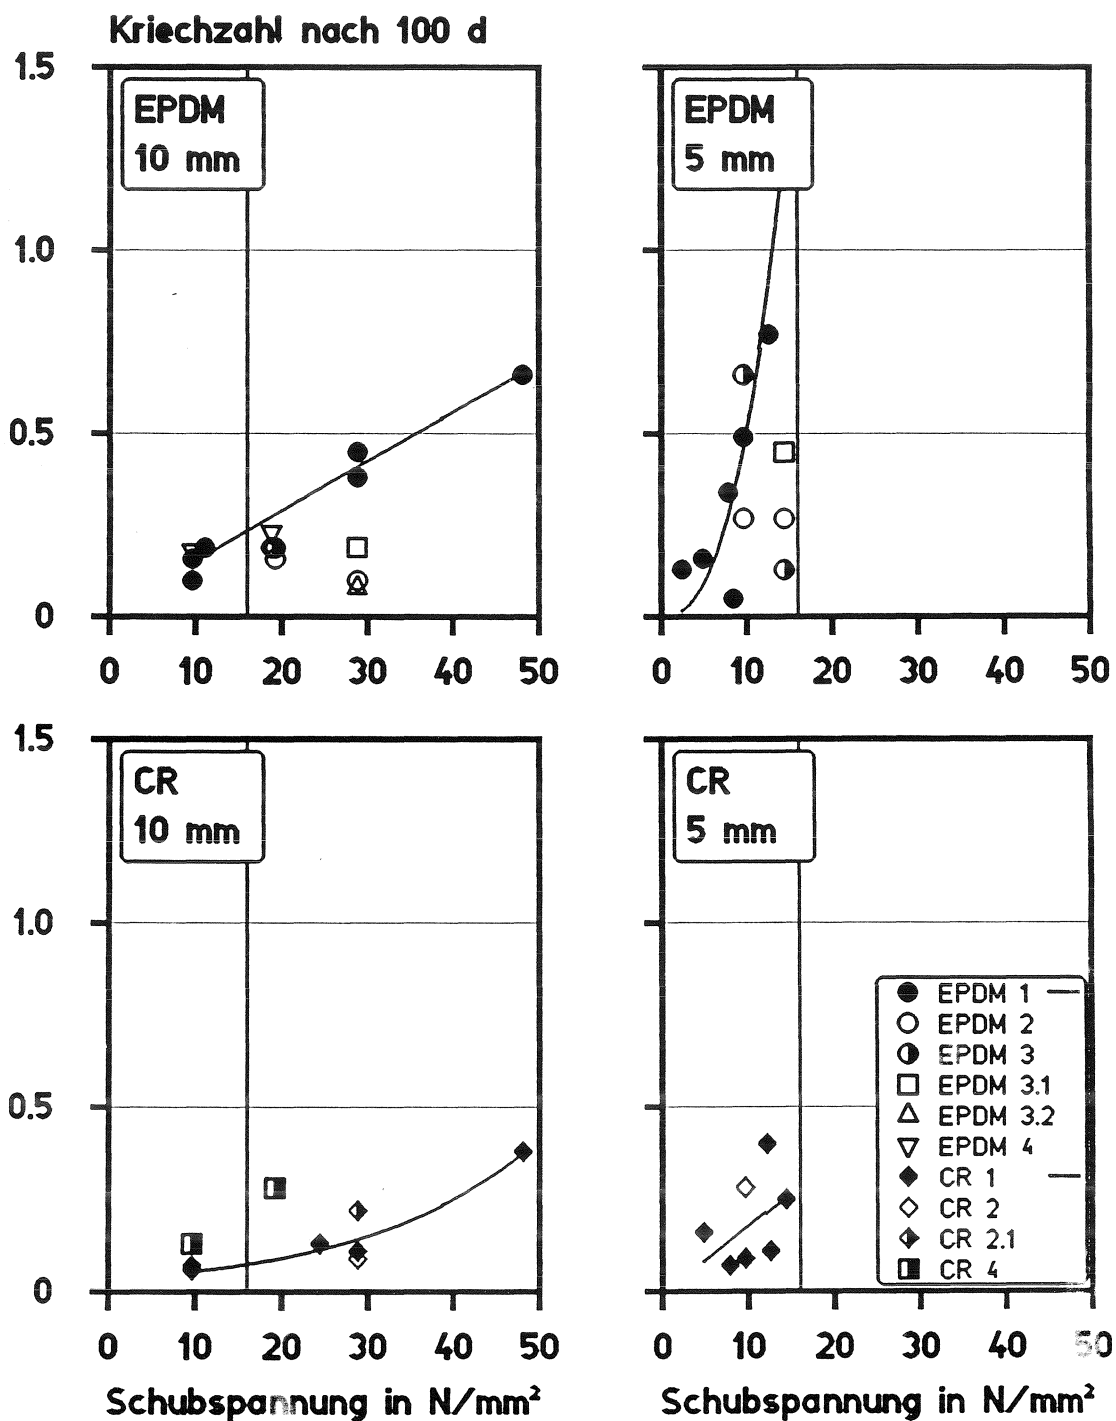 Kriechzahl nach 100 d
1.5
EPDM
10 mm
1.0
0.5
0
0 10 20 30 40 50
EPDM
5 mm
0 10 20 30 40 50
1.5
CR
10 mm
1.0
0.5
0
0 10 20 30 40 50
Schubspannung in N/mm²
CR
5 mm
EPDM 1
EPDM 2
EPDM 3
EPDM 3.1
EPDM 3.2
EPDM 4
CR 1
CR 2
CR 2.1
CR 4
0 10 20 30 40 50
Schubspannung in N/mm²